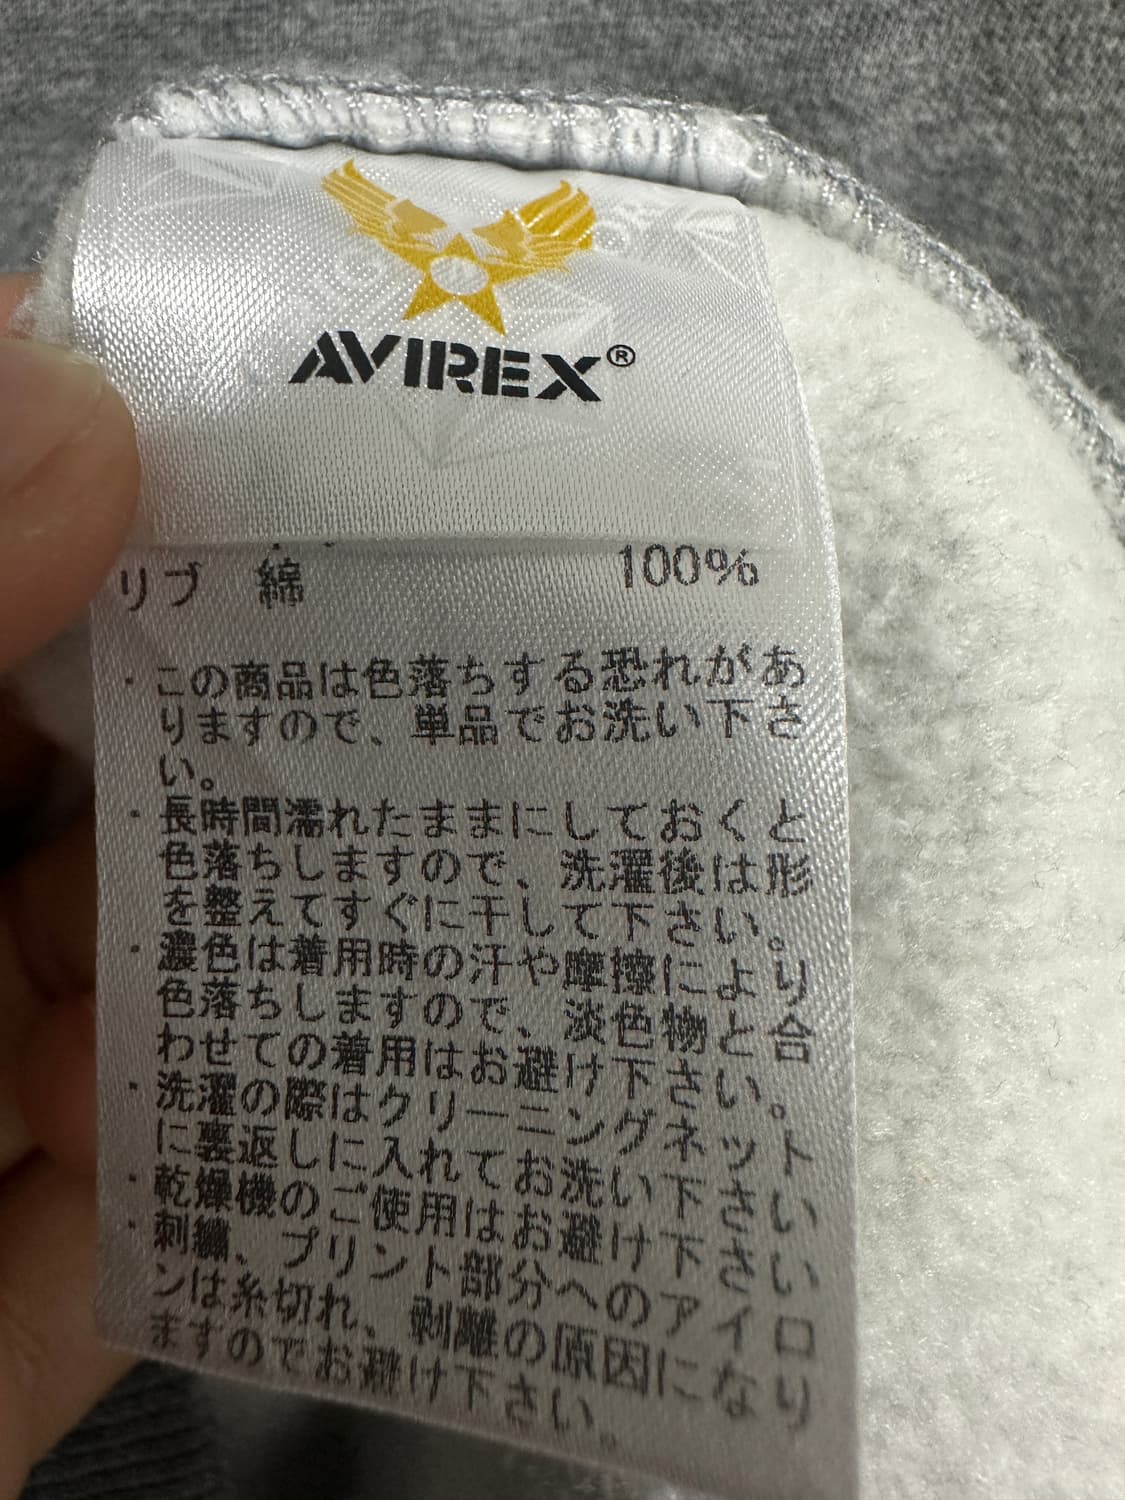 AVIREX®
リブ 綿 100%
・この商品は色落ちする恐れがあ
りますので、単品でお洗い下さ
い。
・長時間濡れたままにしておくと
色落ちしますので、洗濯後は形
を整えてすぐに干して下さい。
・濃色は着用時の汗や摩擦により
色落ちしますので、淡色物と合
わせての着用はお避け下さい。
・洗濯の際はクリーニングネット
に裏返しに入れてお洗い下さい
・乾燥機のご使用はお避け下さい
・刺繍、プリント部分へのアイロ
ンは糸切れ、剥離の原因になり
ますのでお避け下さい。